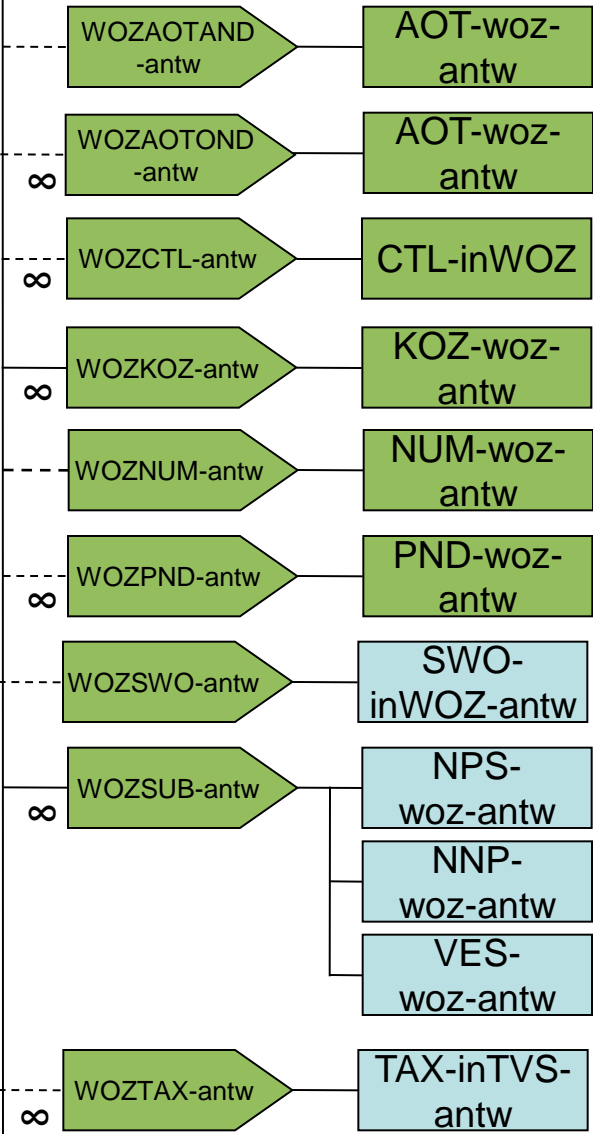 WOZAOTAND
-antw
AOT-woz-
antw
WOZAOTOND
-antw
AOT-woz-
antw
∞
WOZCTL-antw
CTL-inWOZ
∞
WOZKOZ-antw
KOZ-woz-
antw
∞
WOZNUM-antw
NUM-woz-
antw
WOZPND-antw
PND-woz-
antw
∞
WOZSWO-antw
SWO-
inWOZ-antw
WOZSUB-antw
NPS-
woz-antw
∞
NNP-
woz-antw
VES-
woz-antw
WOZTAX-antw
TAX-inTVS-
antw
∞